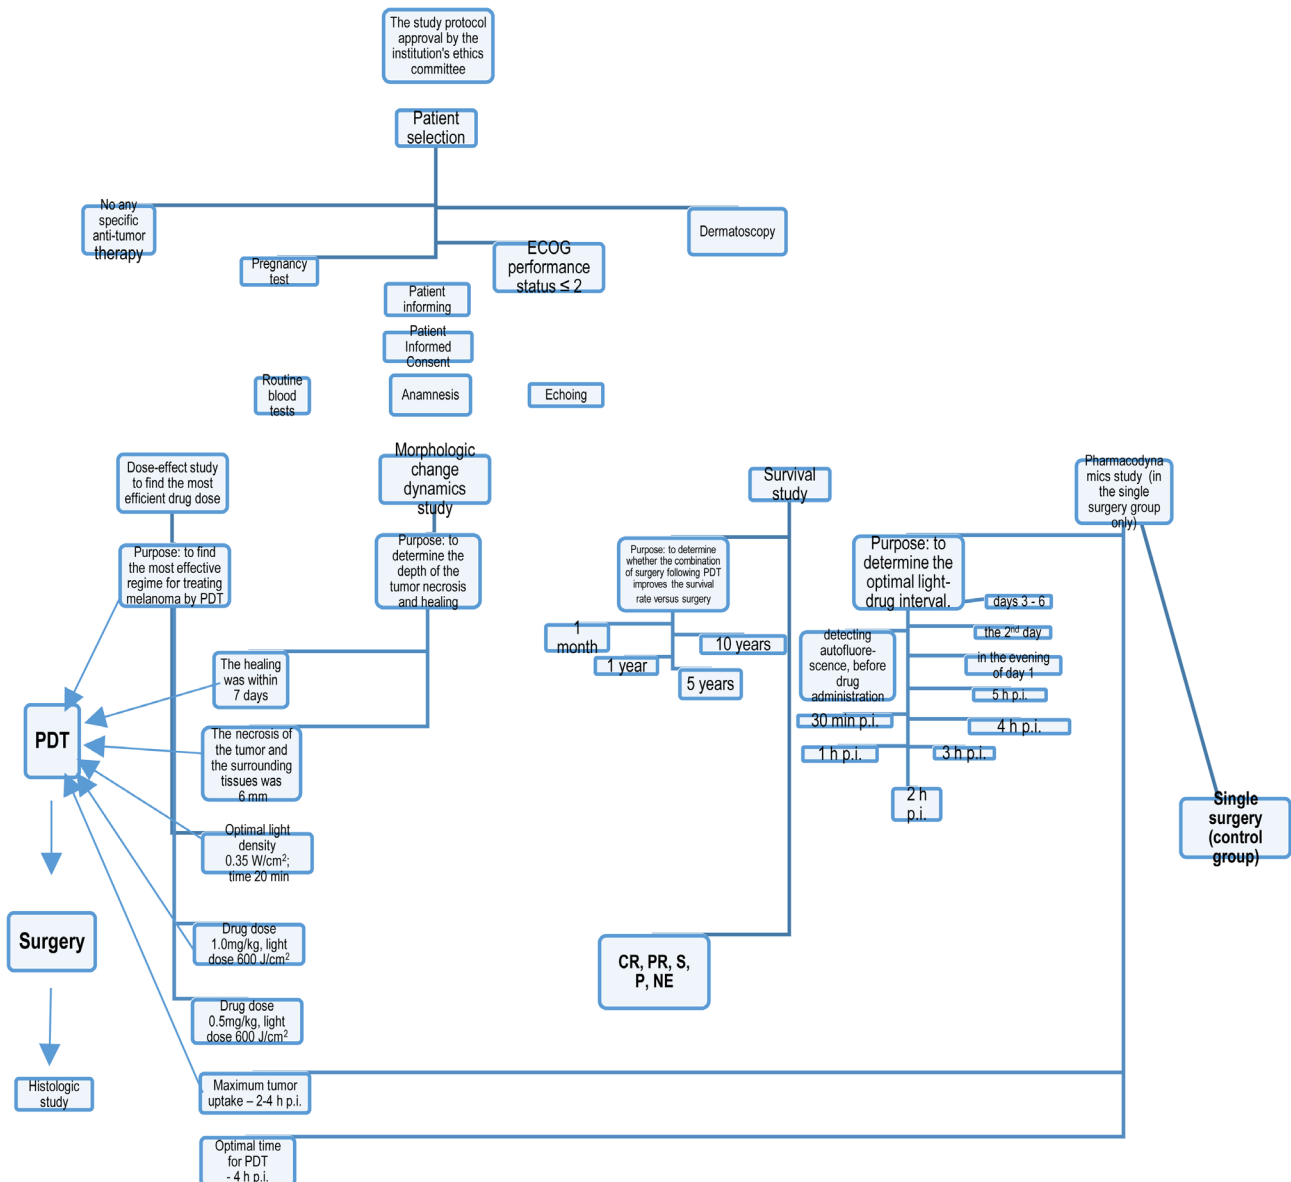 The study protocol
approval by the
institution's ethics
committee
Patient
selection
No any
specific
anti-tumor
therapy
Dermatoscopy
Pregnancy
test
ECOG
performance
status ≤ 2
Patient
informing
Patient
Informed
Consent
Routine
blood
tests
Anamnesis
Echoing
Dose-effect study
to find the most
efficient drug dose
Morphologic
change
dynamics
study
Survival
study
Pharmacodyna
mics study (in
the single
surgery group
only)
Purpose: to find
the most effective
regime for treating
melanoma by PDT
Purpose: to
determine the
depth of the
tumor necrosis
and healing
Purpose: to determine
whether the combination
of surgery following PDT
improves the survival
rate versus surgery
Purpose: to
determine the
optimal light-
drug interval.
days 3 - 6
the 2nd day
in the evening
of day 1
5 h p.i.
4 h p.i.
3 h p.i.
2 h
p.i.
1 h p.i.
30 min p.i.
detecting
autofluore-
scence, before
drug
administration
1
month
1 year
10 years
5 years
The healing
was within
7 days
PDT
The necrosis of
the tumor and
the surrounding
tissues was
6 mm
Optimal light
density
0.35 W/cm2;
time 20 min
Single
surgery
(control
group)
Surgery
Drug dose
1.0mg/kg, light
dose 600 J/cm2
CR, PR, S,
P, NE
Drug dose
0.5mg/kg, light
dose 600 J/cm2
Histologic
study
Maximum tumor
uptake – 2-4 h p.i.
Optimal time
for PDT
- 4 h p.i.